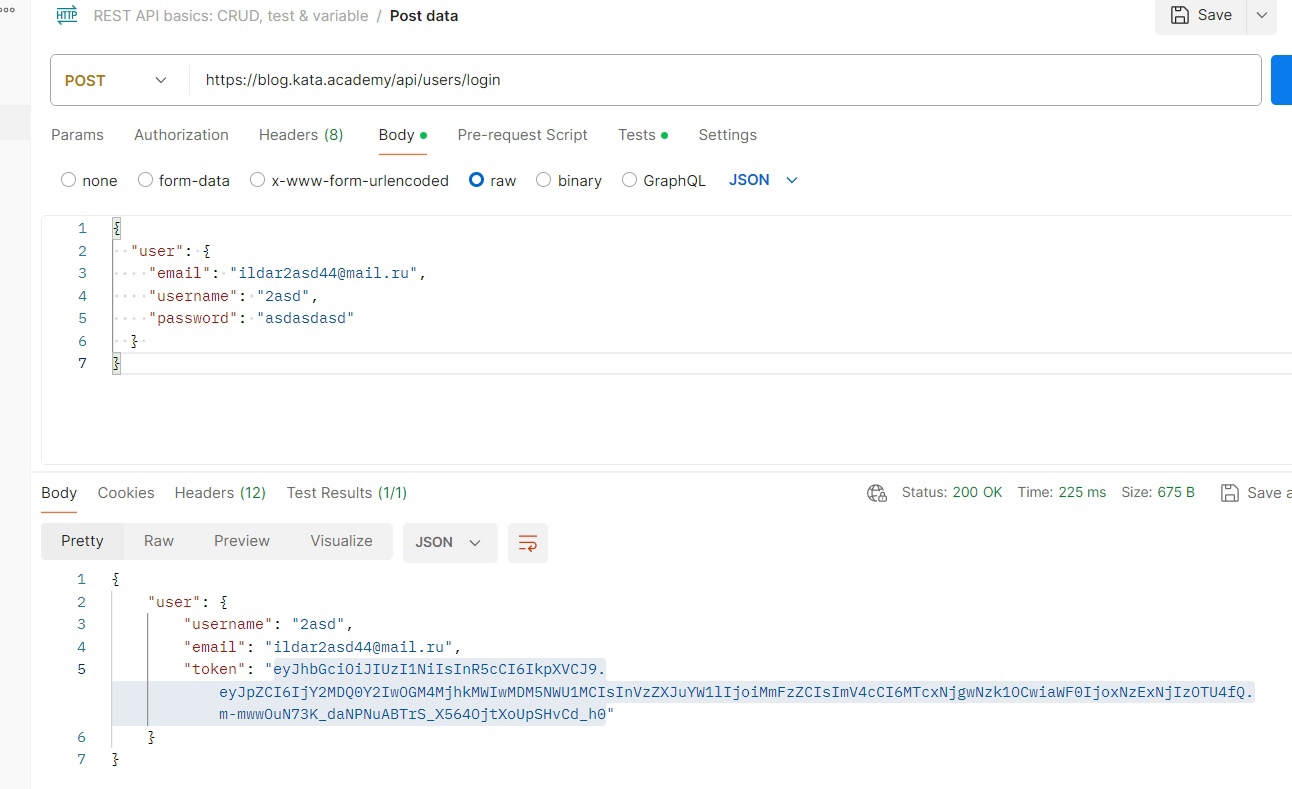 HTTP REST API basics: CRUD, test & variable / Post data
Save
POST https://blog.kata.academy/api/users/login
Params Authorization Headers (8) Body Pre-request Script Tests Settings
none form-data x-www-form-urlencoded raw binary GraphQL JSON
1 {
2 "user": {
3 "email": "ildar2asd44@mail.ru",
4 "username": "2asd",
5 "password": "asdasdasd"
6 }
7 }
Body Cookies Headers (12) Test Results (1/1) Status: 200 OK Time: 225 ms Size: 675 B Save a
Pretty Raw Preview Visualize JSON
1 {
2 "user": {
3 "username": "2asd",
4 "email": "ildar2asd44@mail.ru",
5 "token": "eyJhbGciOiJIUzI1NiIsInR5cCI6IkpXVCJ9.
eyJpZCI6IjY2MDQ0Y2IwOGM4MjhkMWIwMDM5NWU1MCIsInVzZXJuYW1lIjoiMmFzZCIsImV4cCI6MTcxNjgwNzk1OCwiaWF0IjoxNzExNjIzOTU4fQ.
m-mwwOuN73K_daNPNuABTrS_X564OjtXoUpSHvCd_h0"
6 }
7 }